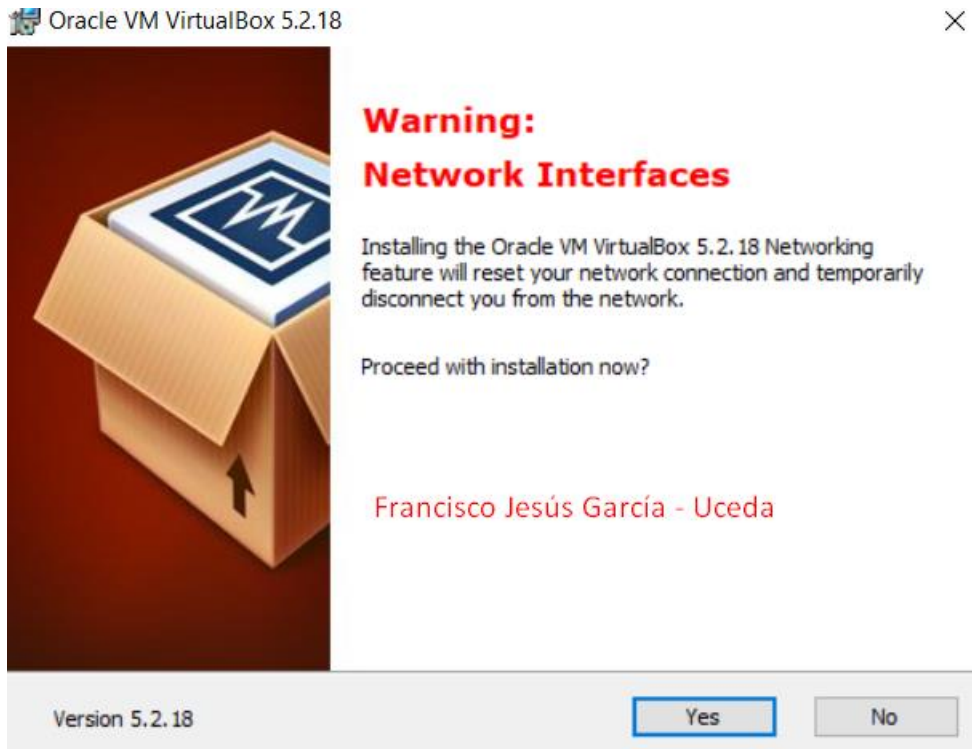 Oracle VM VirtualBox 5.2.18
Warning:
Network Interfaces
Installing the Oracle VM VirtualBox 5.2.18 Networking
feature will reset your network connection and temporarily
disconnect you from the network.
Proceed with installation now?
Francisco Jesús García - Uceda
Version 5.2.18
Yes
No